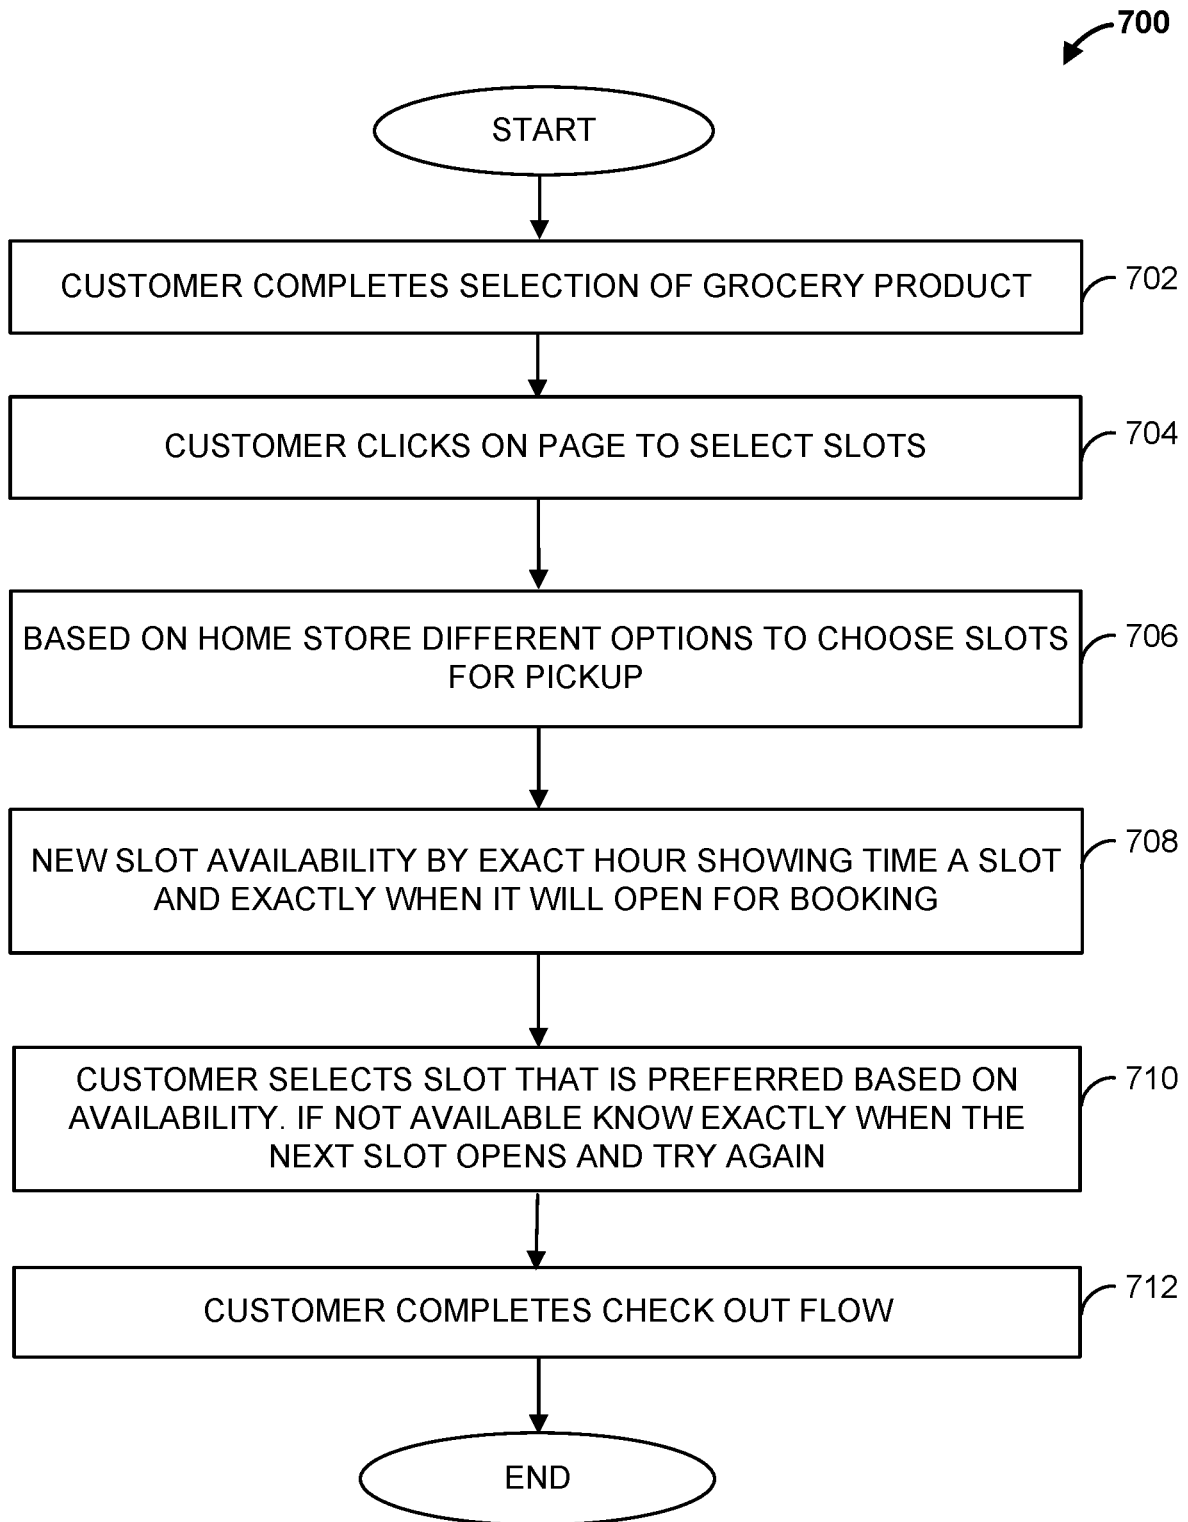 700
START
CUSTOMER COMPLETES SELECTION OF GROCERY PRODUCT
702
CUSTOMER CLICKS ON PAGE TO SELECT SLOTS
704
BASED ON HOME STORE DIFFERENT OPTIONS TO CHOOSE SLOTS
FOR PICKUP
706
NEW SLOT AVAILABILITY BY EXACT HOUR SHOWING TIME A SLOT
AND EXACTLY WHEN IT WILL OPEN FOR BOOKING
708
CUSTOMER SELECTS SLOT THAT IS PREFERRED BASED ON
AVAILABILITY. IF NOT AVAILABLE KNOW EXACTLY WHEN THE
NEXT SLOT OPENS AND TRY AGAIN
710
CUSTOMER COMPLETES CHECK OUT FLOW
712
END